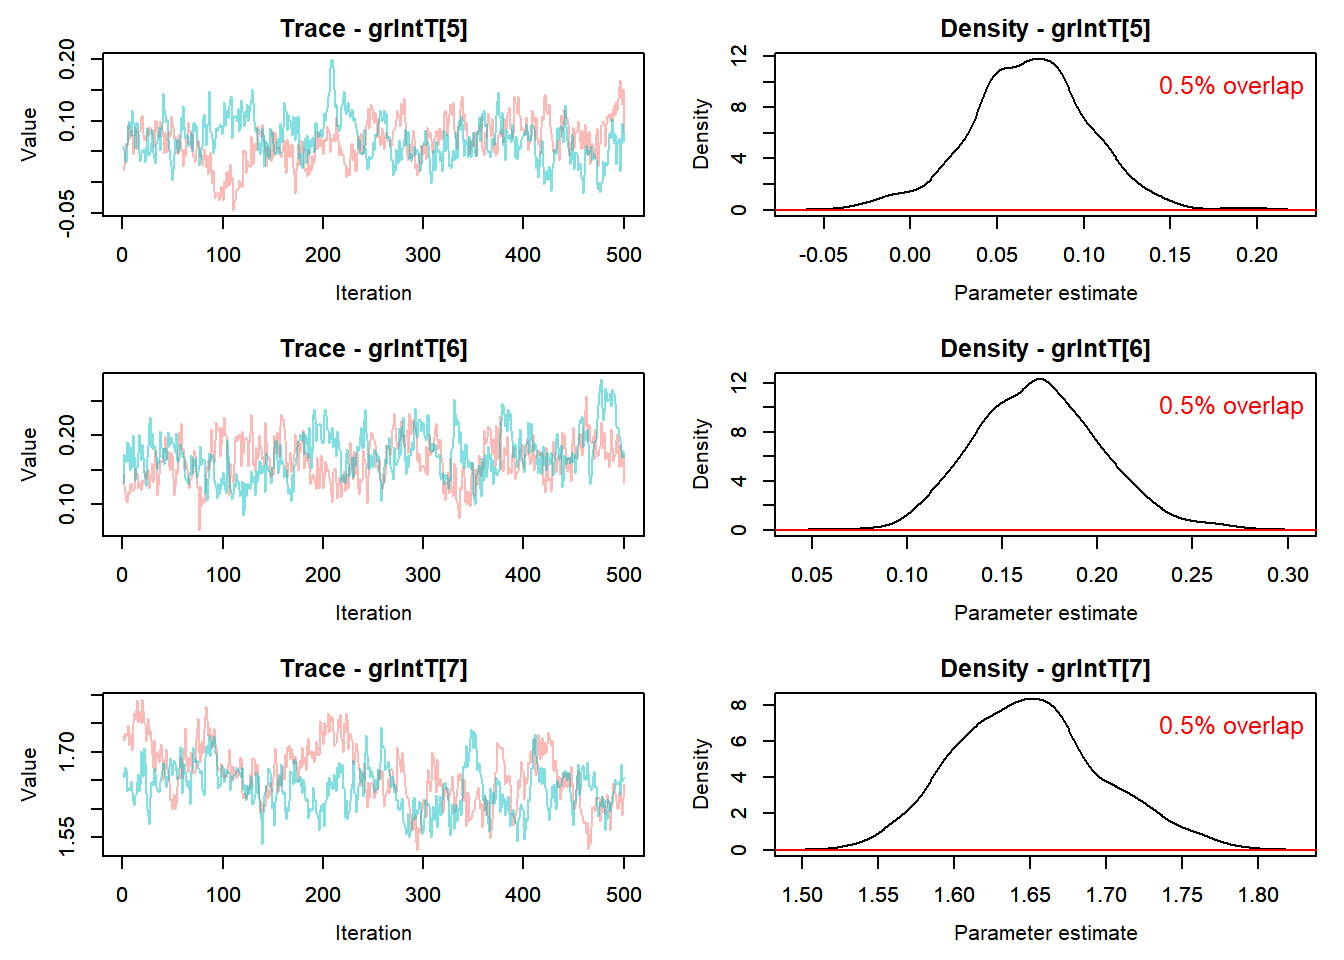 Trace - grIntT[5]
Value
-0.05 0.10 0.20
0 100 200 300 400 500
Iteration
Density - grIntT[5]
0.5% overlap
Density
0 4 8 12
-0.05 0.00 0.05 0.10 0.15 0.20
Parameter estimate
Trace - grIntT[6]
Value
0.10 0.20
0 100 200 300 400 500
Iteration
Density - grIntT[6]
0.5% overlap
Density
0 4 8 12
0.05 0.10 0.15 0.20 0.25 0.30
Parameter estimate
Trace - grIntT[7]
Value
1.55 1.70
0 100 200 300 400 500
Iteration
Density - grIntT[7]
0.5% overlap
Density
0 2 4 6 8
1.50 1.55 1.60 1.65 1.70 1.75 1.80
Parameter estimate